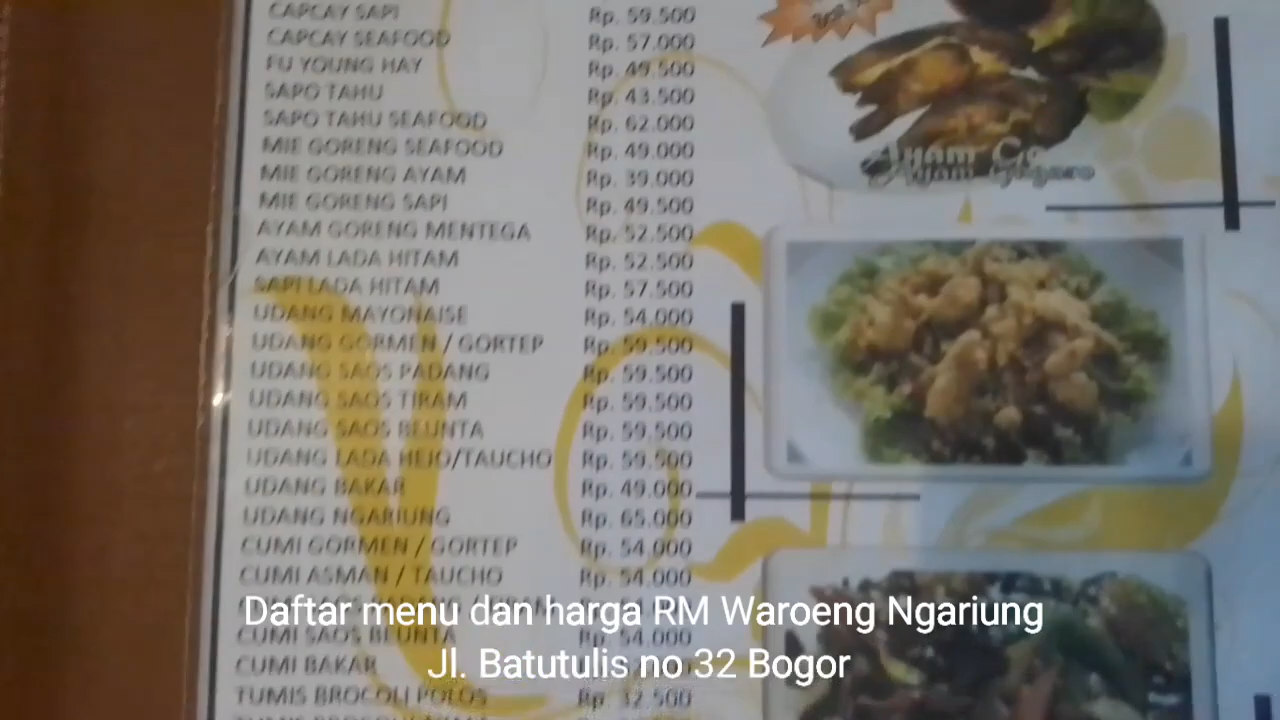 CAPCAY SAPI Rp. 59.500
CAPCAY SEAFOOD Rp. 57.000
FU YOUNG HAY Rp. 49.500
SAPO TAHU Rp. 43.500
SAPO TAHU SEAFOOD Rp. 62.000
MIE GORENG SEAFOOD Rp. 49.000
MIE GORENG AYAM Rp. 39.000
MIE GORENG SAPI Rp. 49.500
AYAM GORENG MENTEGA Rp. 52.500
AYAM LADA HITAM Rp. 52.500
SAPI LADA HITAM Rp. 57.500
UDANG MAYONAISE Rp. 54.000
UDANG GORMEN / GORTEP Rp. 59.500
UDANG SAOS PADANG Rp. 59.500
UDANG SAOS TIRAM Rp. 59.500
UDANG SAOS BEUNTA Rp. 59.500
UDANG LADA HEJO/TAUCHO Rp. 59.500
UDANG BAKAR Rp. 49.000
UDANG NGARIUNG Rp. 65.000
CUMI GORMEN / GORTEP Rp. 54.000
CUMI ASMAN / TAUCHO Rp. 54.000
CUMI SAOS BEUNTA Rp. 54.000
CUMI BAKAR
TUMIS BROCOLI POLOS Rp. 32.500
Ayam
Daftar menu dan harga RM Waroeng Ngariung
Jl. Batutulis no 32 Bogor